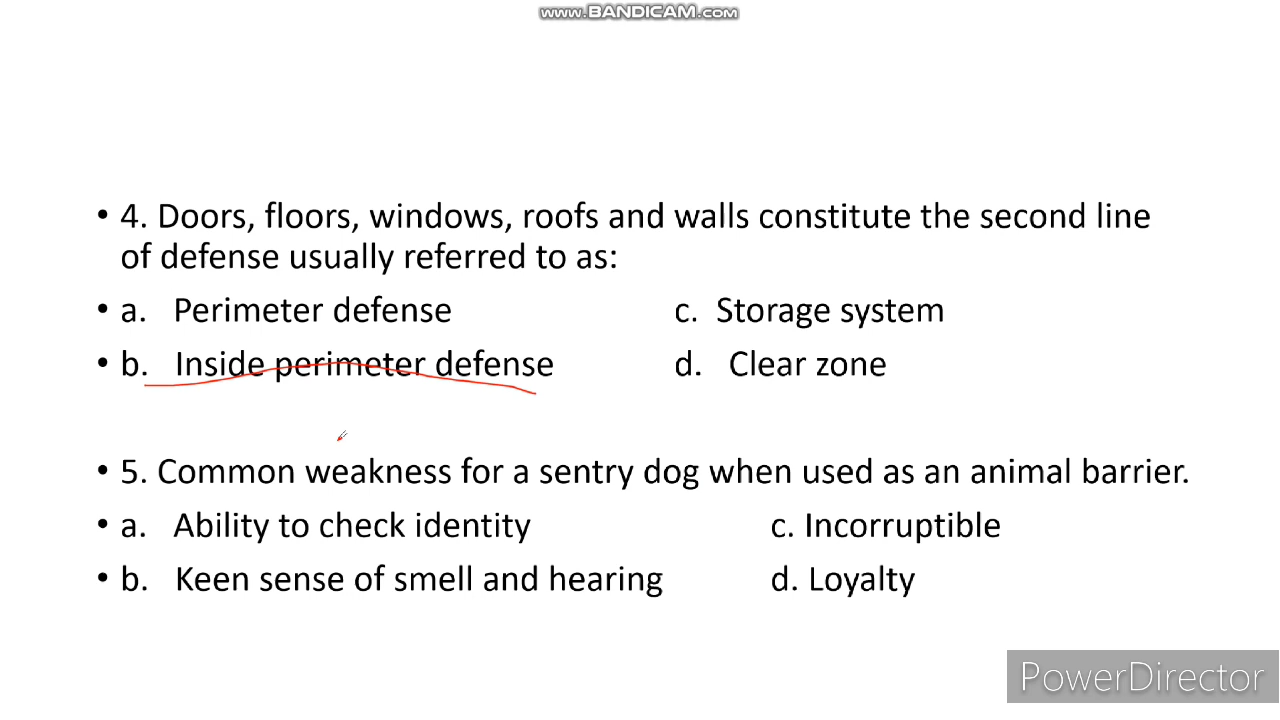 www.BANDICAM.com
• 4. Doors, floors, windows, roofs and walls constitute the second line
of defense usually referred to as:
• a. Perimeter defense c. Storage system
• b. Inside perimeter defense d. Clear zone
• 5. Common weakness for a sentry dog when used as an animal barrier.
• a. Ability to check identity c. Incorruptible
• b. Keen sense of smell and hearing d. Loyalty
PowerDirector